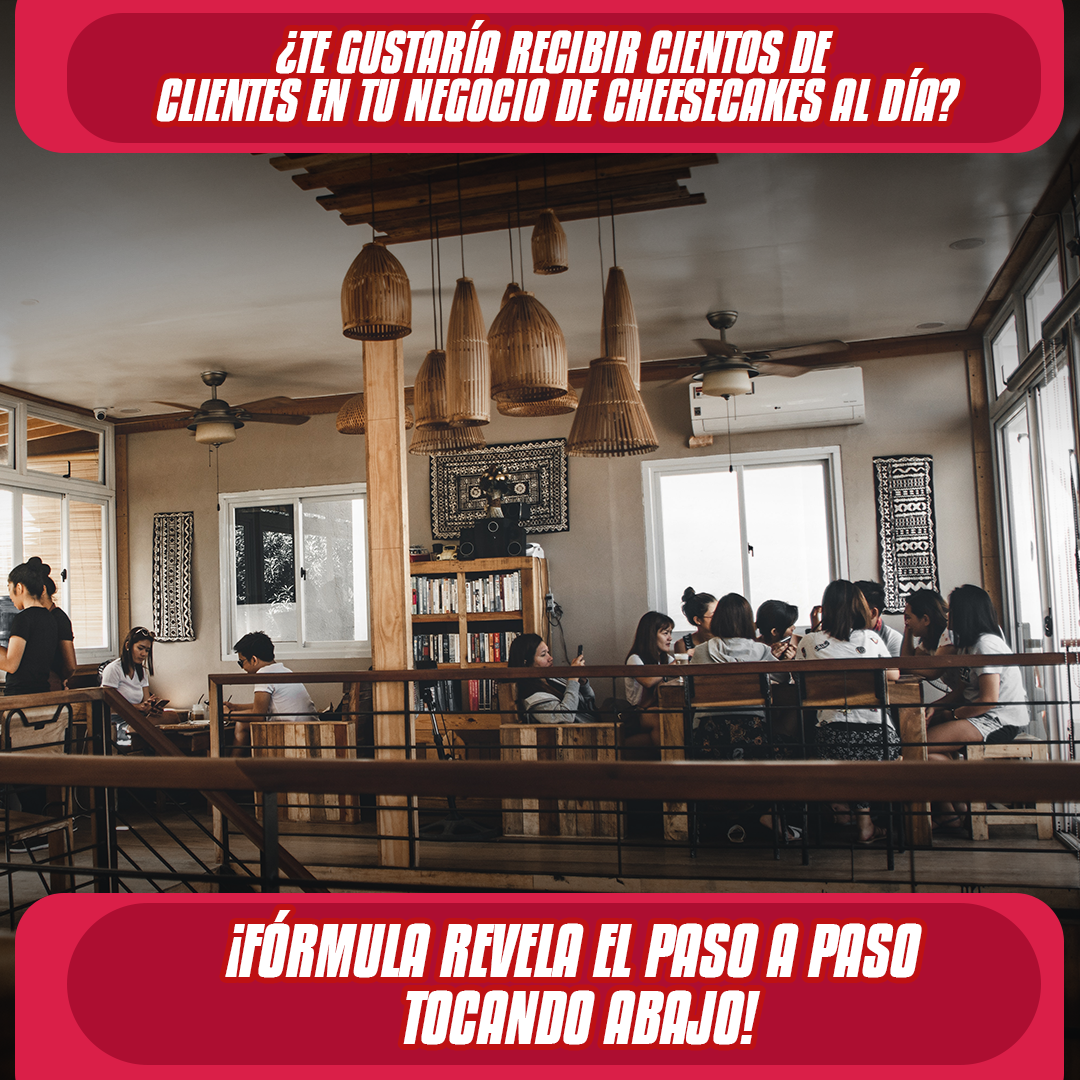 ¿TE GUSTARÍA RECIBIR CIENTOS DE
CLIENTES EN TU NEGOCIO DE CHEESECAKES AL DÍA?
¡FÓRMULA REVELA EL PASO A PASO
TOCANDO ABAJO!